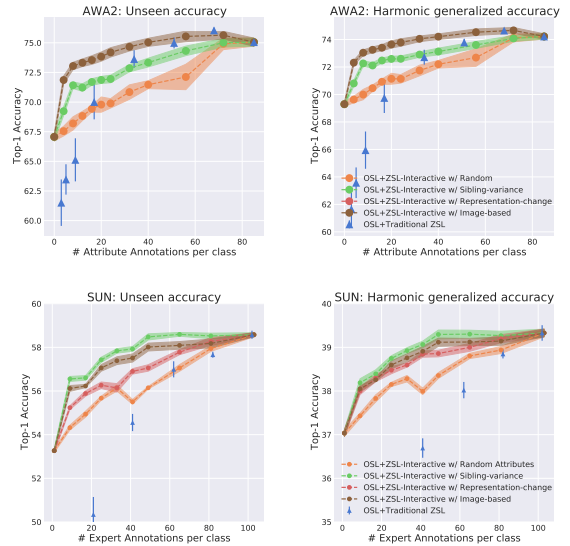 AWA2: Unseen accuracy
Top-1 Accuracy
75.0
72.5
70.0
67.5
65.0
62.5
60.0
0 20 40 60 80
# Attribute Annotations per class
AWA2: Harmonic generalized accuracy
Top-1 Accuracy
74
72
70
68
66
64
62
60
OSL+ZSL-Interactive w/ Random
OSL+ZSL-Interactive w/ Sibling-variance
OSL+ZSL-Interactive w/ Representation-change
OSL+ZSL-Interactive w/ Image-based
OSL+Traditional ZSL
0 20 40 60 80
# Attribute Annotations per class
SUN: Unseen accuracy
Top-1 Accuracy
60
58
56
54
52
50
0 20 40 60 80 100
# Expert Annotations per class
SUN: Harmonic generalized accuracy
Top-1 Accuracy
40
39
38
37
36
35
OSL+ZSL-Interactive w/ Random Attributes
OSL+ZSL-Interactive w/ Sibling-variance
OSL+ZSL-Interactive w/ Representation-change
OSL+ZSL-Interactive w/ Image-based
OSL+Traditional ZSL
0 20 40 60 80 100
# Expert Annotations per class